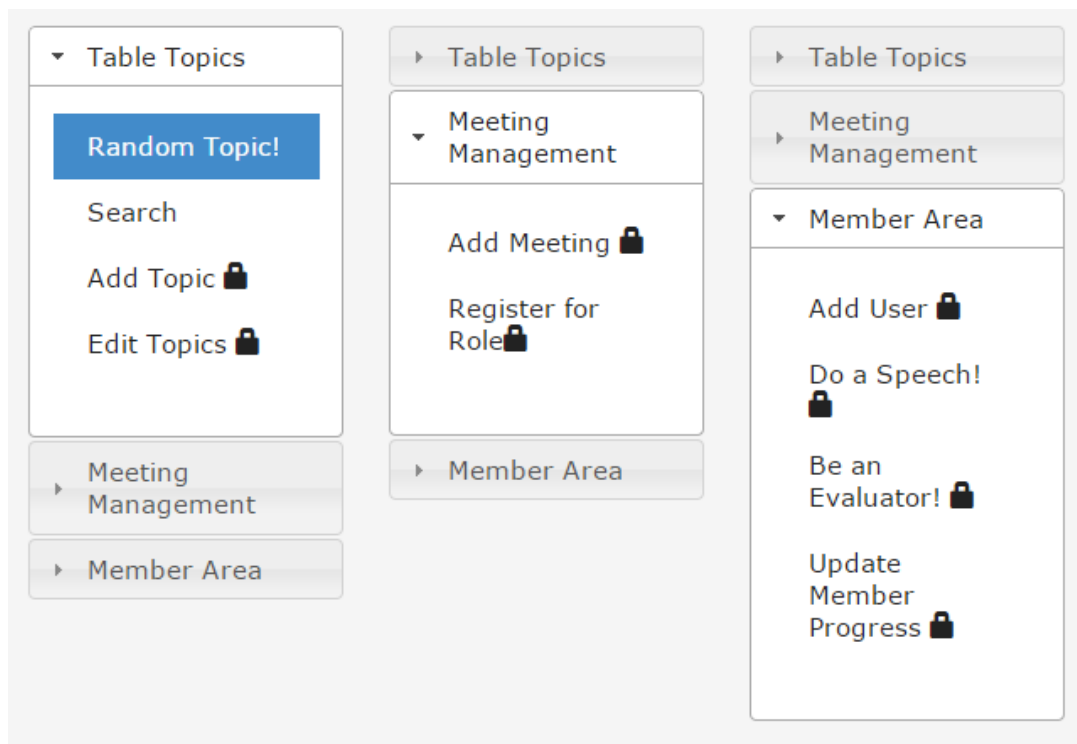 Table Topics
Random Topic!
Search
Add Topic
Edit Topics
Meeting
Management
Member Area
Table Topics
Meeting
Management
Add Meeting
Register for
Role
Member Area
Table Topics
Meeting
Management
Member Area
Add User
Do a Speech!
Be an
Evaluator!
Update
Member
Progress